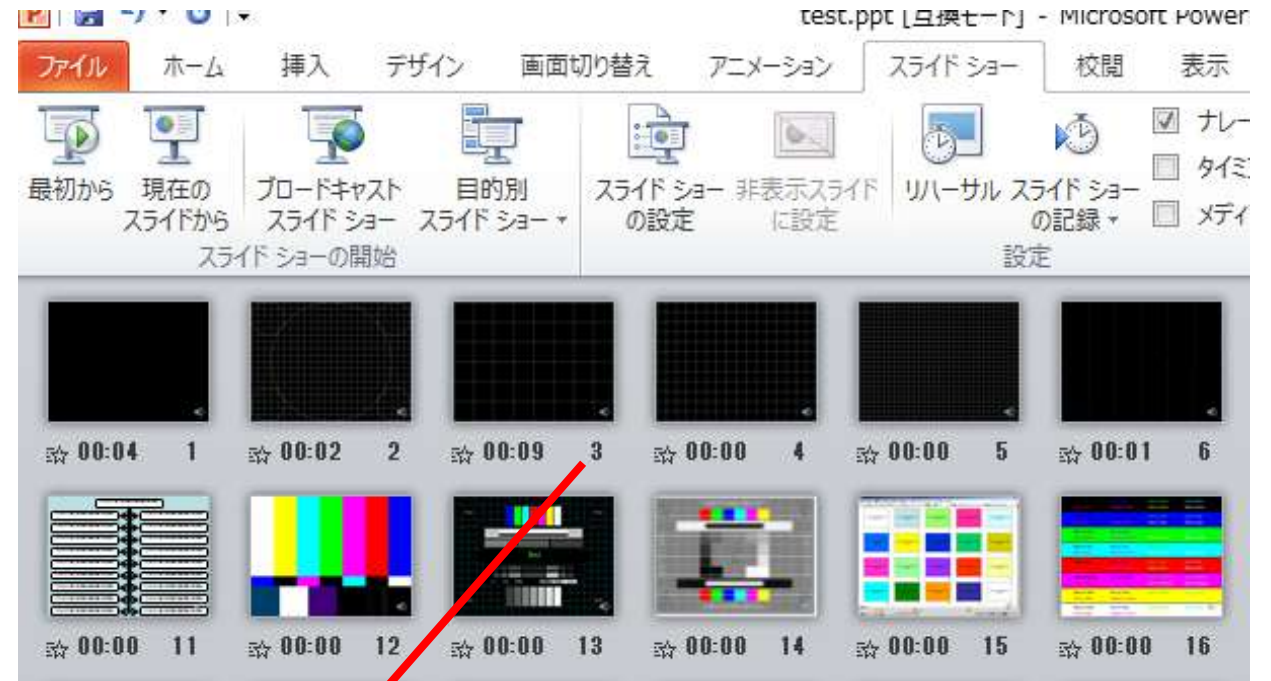 test.ppt [互換モード] - Microsoft Power
ファイル ホーム 挿入 デザイン 画面切り替え アニメーション スライド ショー 校閲 表示
最初から 現在の スライドから ブロードキャスト スライド ショー 目的別 スライド ショー スライド ショー の設定 非表示スライド に設定 リハーサル スライド ショー の記録
ナレー
タイミ
メディ
スライド ショーの開始 設定
00:04 1 00:02 2 00:09 3 00:00 4 00:00 5 00:01 6
00:00 11 00:00 12 00:00 13 00:00 14 00:00 15 00:00 16